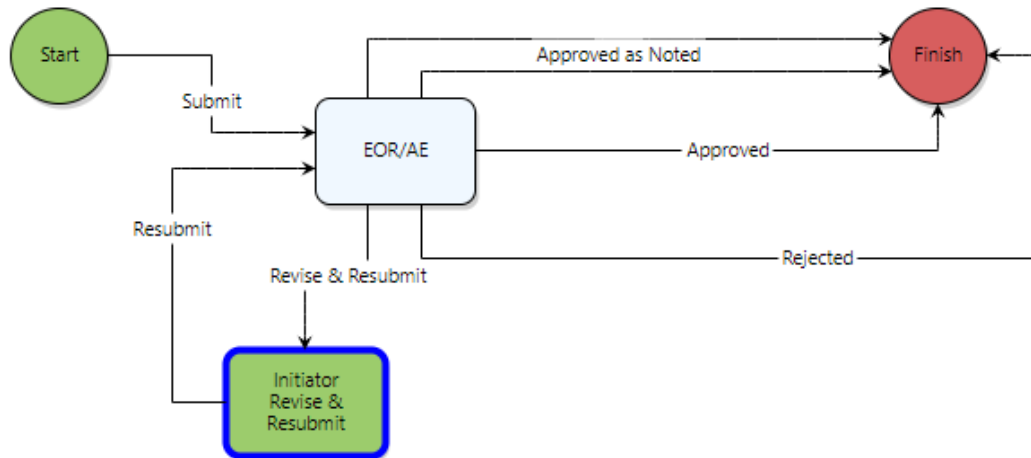 Start
Approved as Noted
Finish
Submit
EOR/AE
Approved
Resubmit
Rejected
Revise & Resubmit
Initiator
Revise &
Resubmit